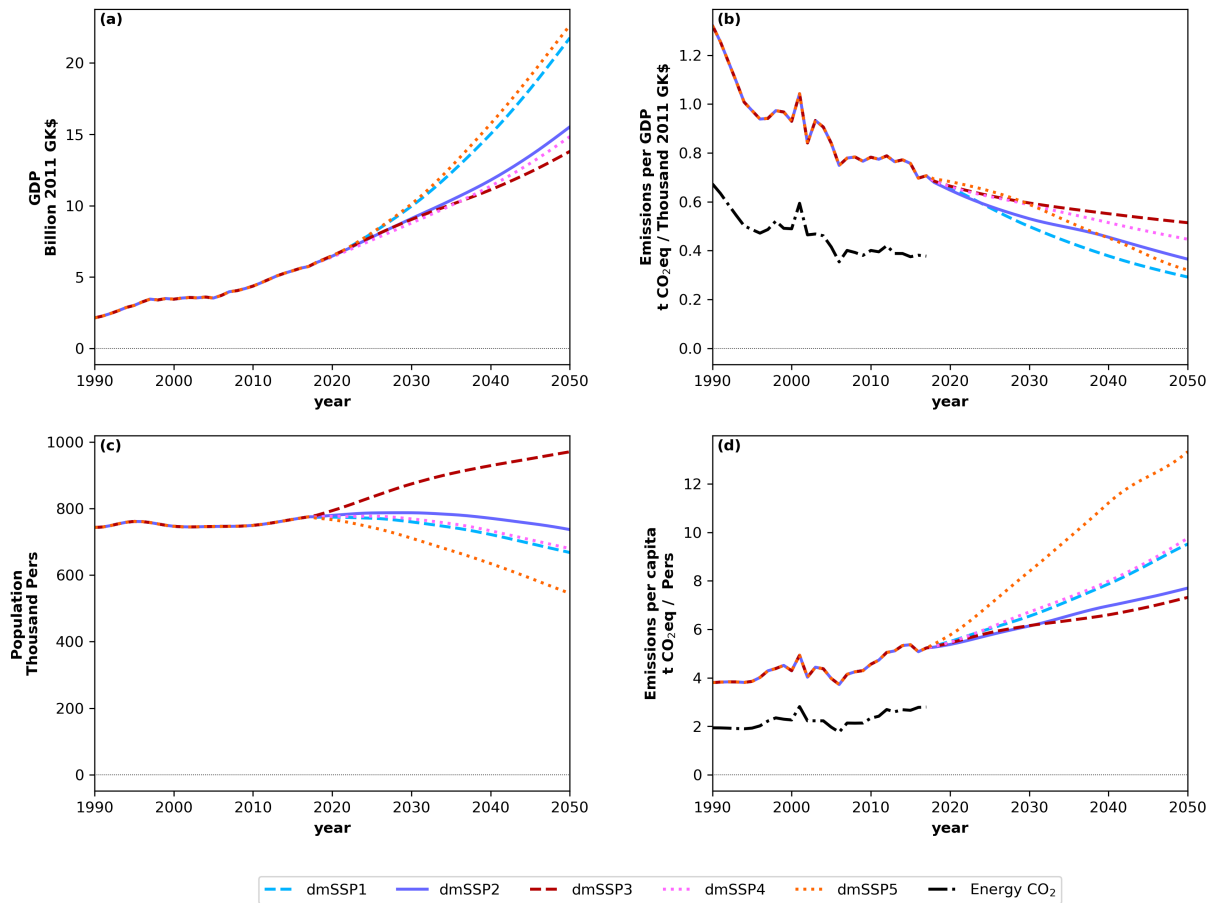 (a)
GDP
Billion 2011 GK$
20
15
10
5
0
1990 2000 2010 2020 2030 2040 2050
year
(b)
Emissions per GDP
t CO₂eq / Thousand 2011 GK$
1.2
1.0
0.8
0.6
0.4
0.2
0.0
1990 2000 2010 2020 2030 2040 2050
year
(c)
Population
Thousand Pers
1000
800
600
400
200
0
1990 2000 2010 2020 2030 2040 2050
year
(d)
Emissions per capita
t CO₂eq / Pers
12
10
8
6
4
2
0
1990 2000 2010 2020 2030 2040 2050
year
dmSSP1 dmSSP2 dmSSP3 dmSSP4 dmSSP5 Energy CO₂